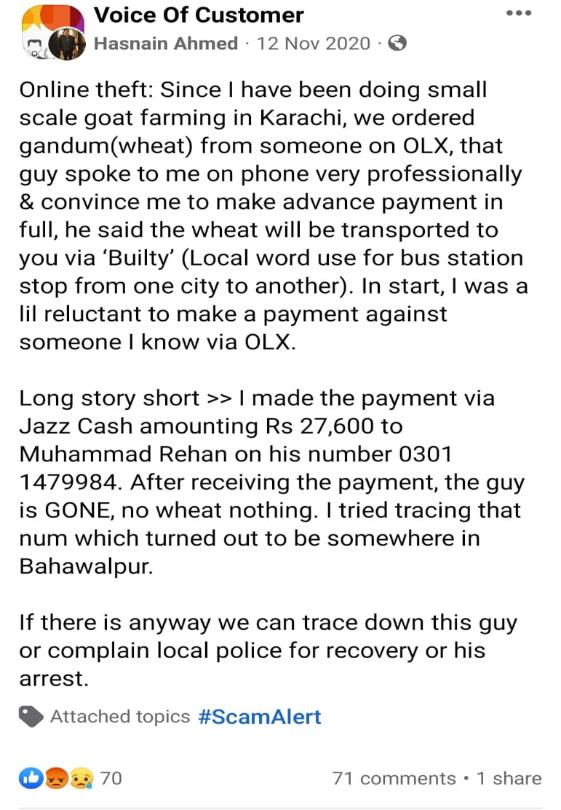 Voice Of Customer
Hasnain Ahmed · 12 Nov 2020 ·
Online theft: Since I have been doing small
scale goat farming in Karachi, we ordered
gandum(wheat) from someone on OLX, that
guy spoke to me on phone very professionally
& convince me to make advance payment in
full, he said the wheat will be transported to
you via ‘Builty’ (Local word use for bus station
stop from one city to another). In start, I was a
lil reluctant to make a payment against
someone I know via OLX.
Long story short >> I made the payment via
Jazz Cash amounting Rs 27,600 to
Muhammad Rehan on his number 0301
1479984. After receiving the payment, the guy
is GONE, no wheat nothing. I tried tracing that
num which turned out to be somewhere in
Bahawalpur.
If there is anyway we can trace down this guy
or complain local police for recovery or his
arrest.
Attached topics #ScamAlert
70 71 comments • 1 share